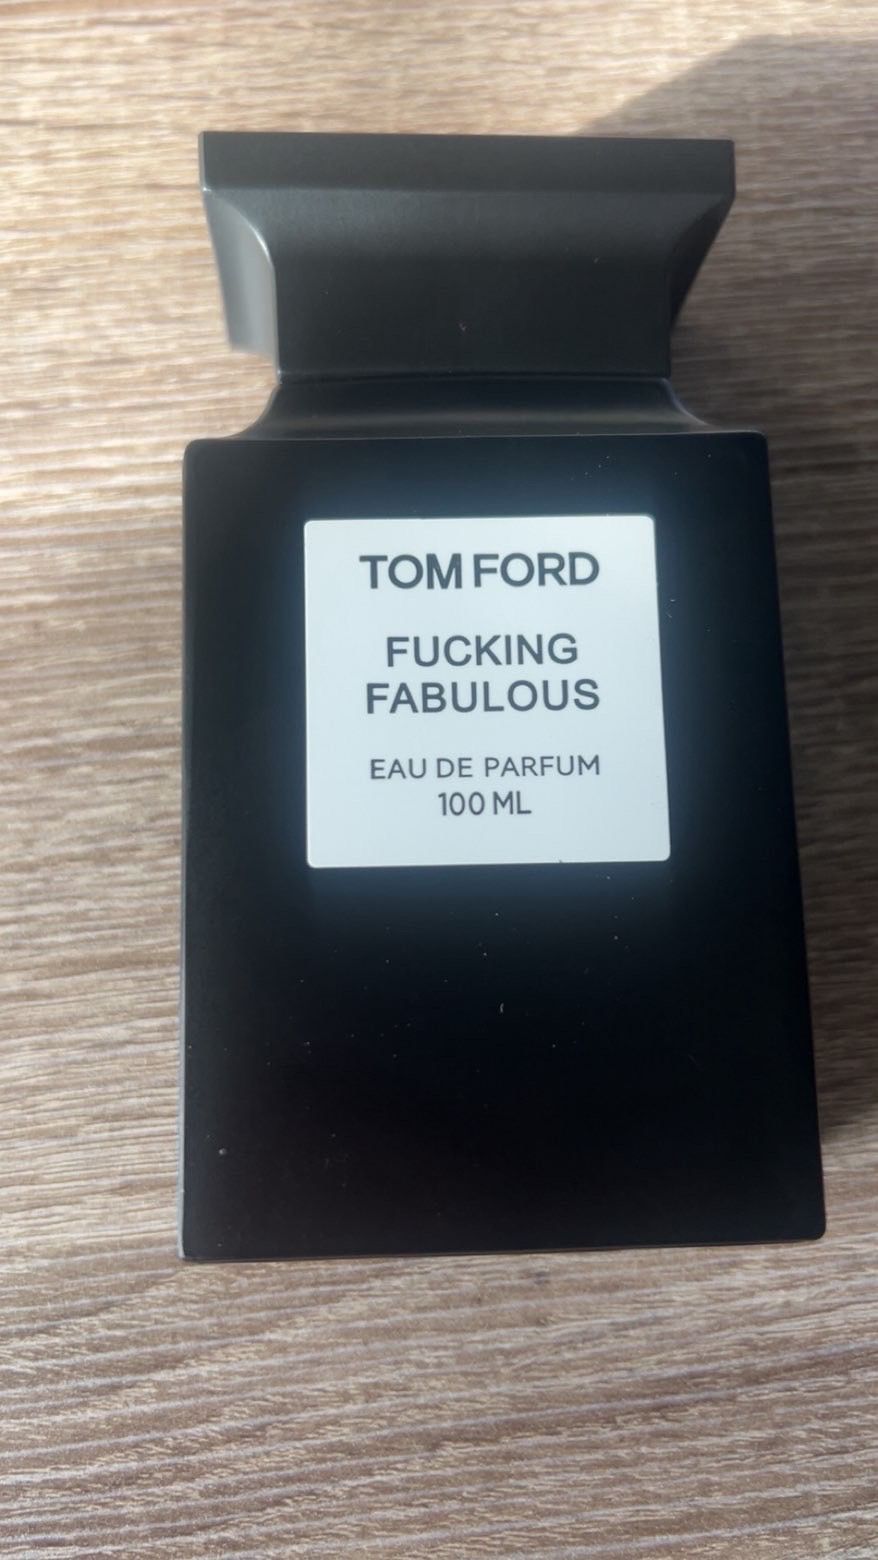 TOM FORD
FUCKING
FABULOUS
EAU DE PARFUM
100 ML